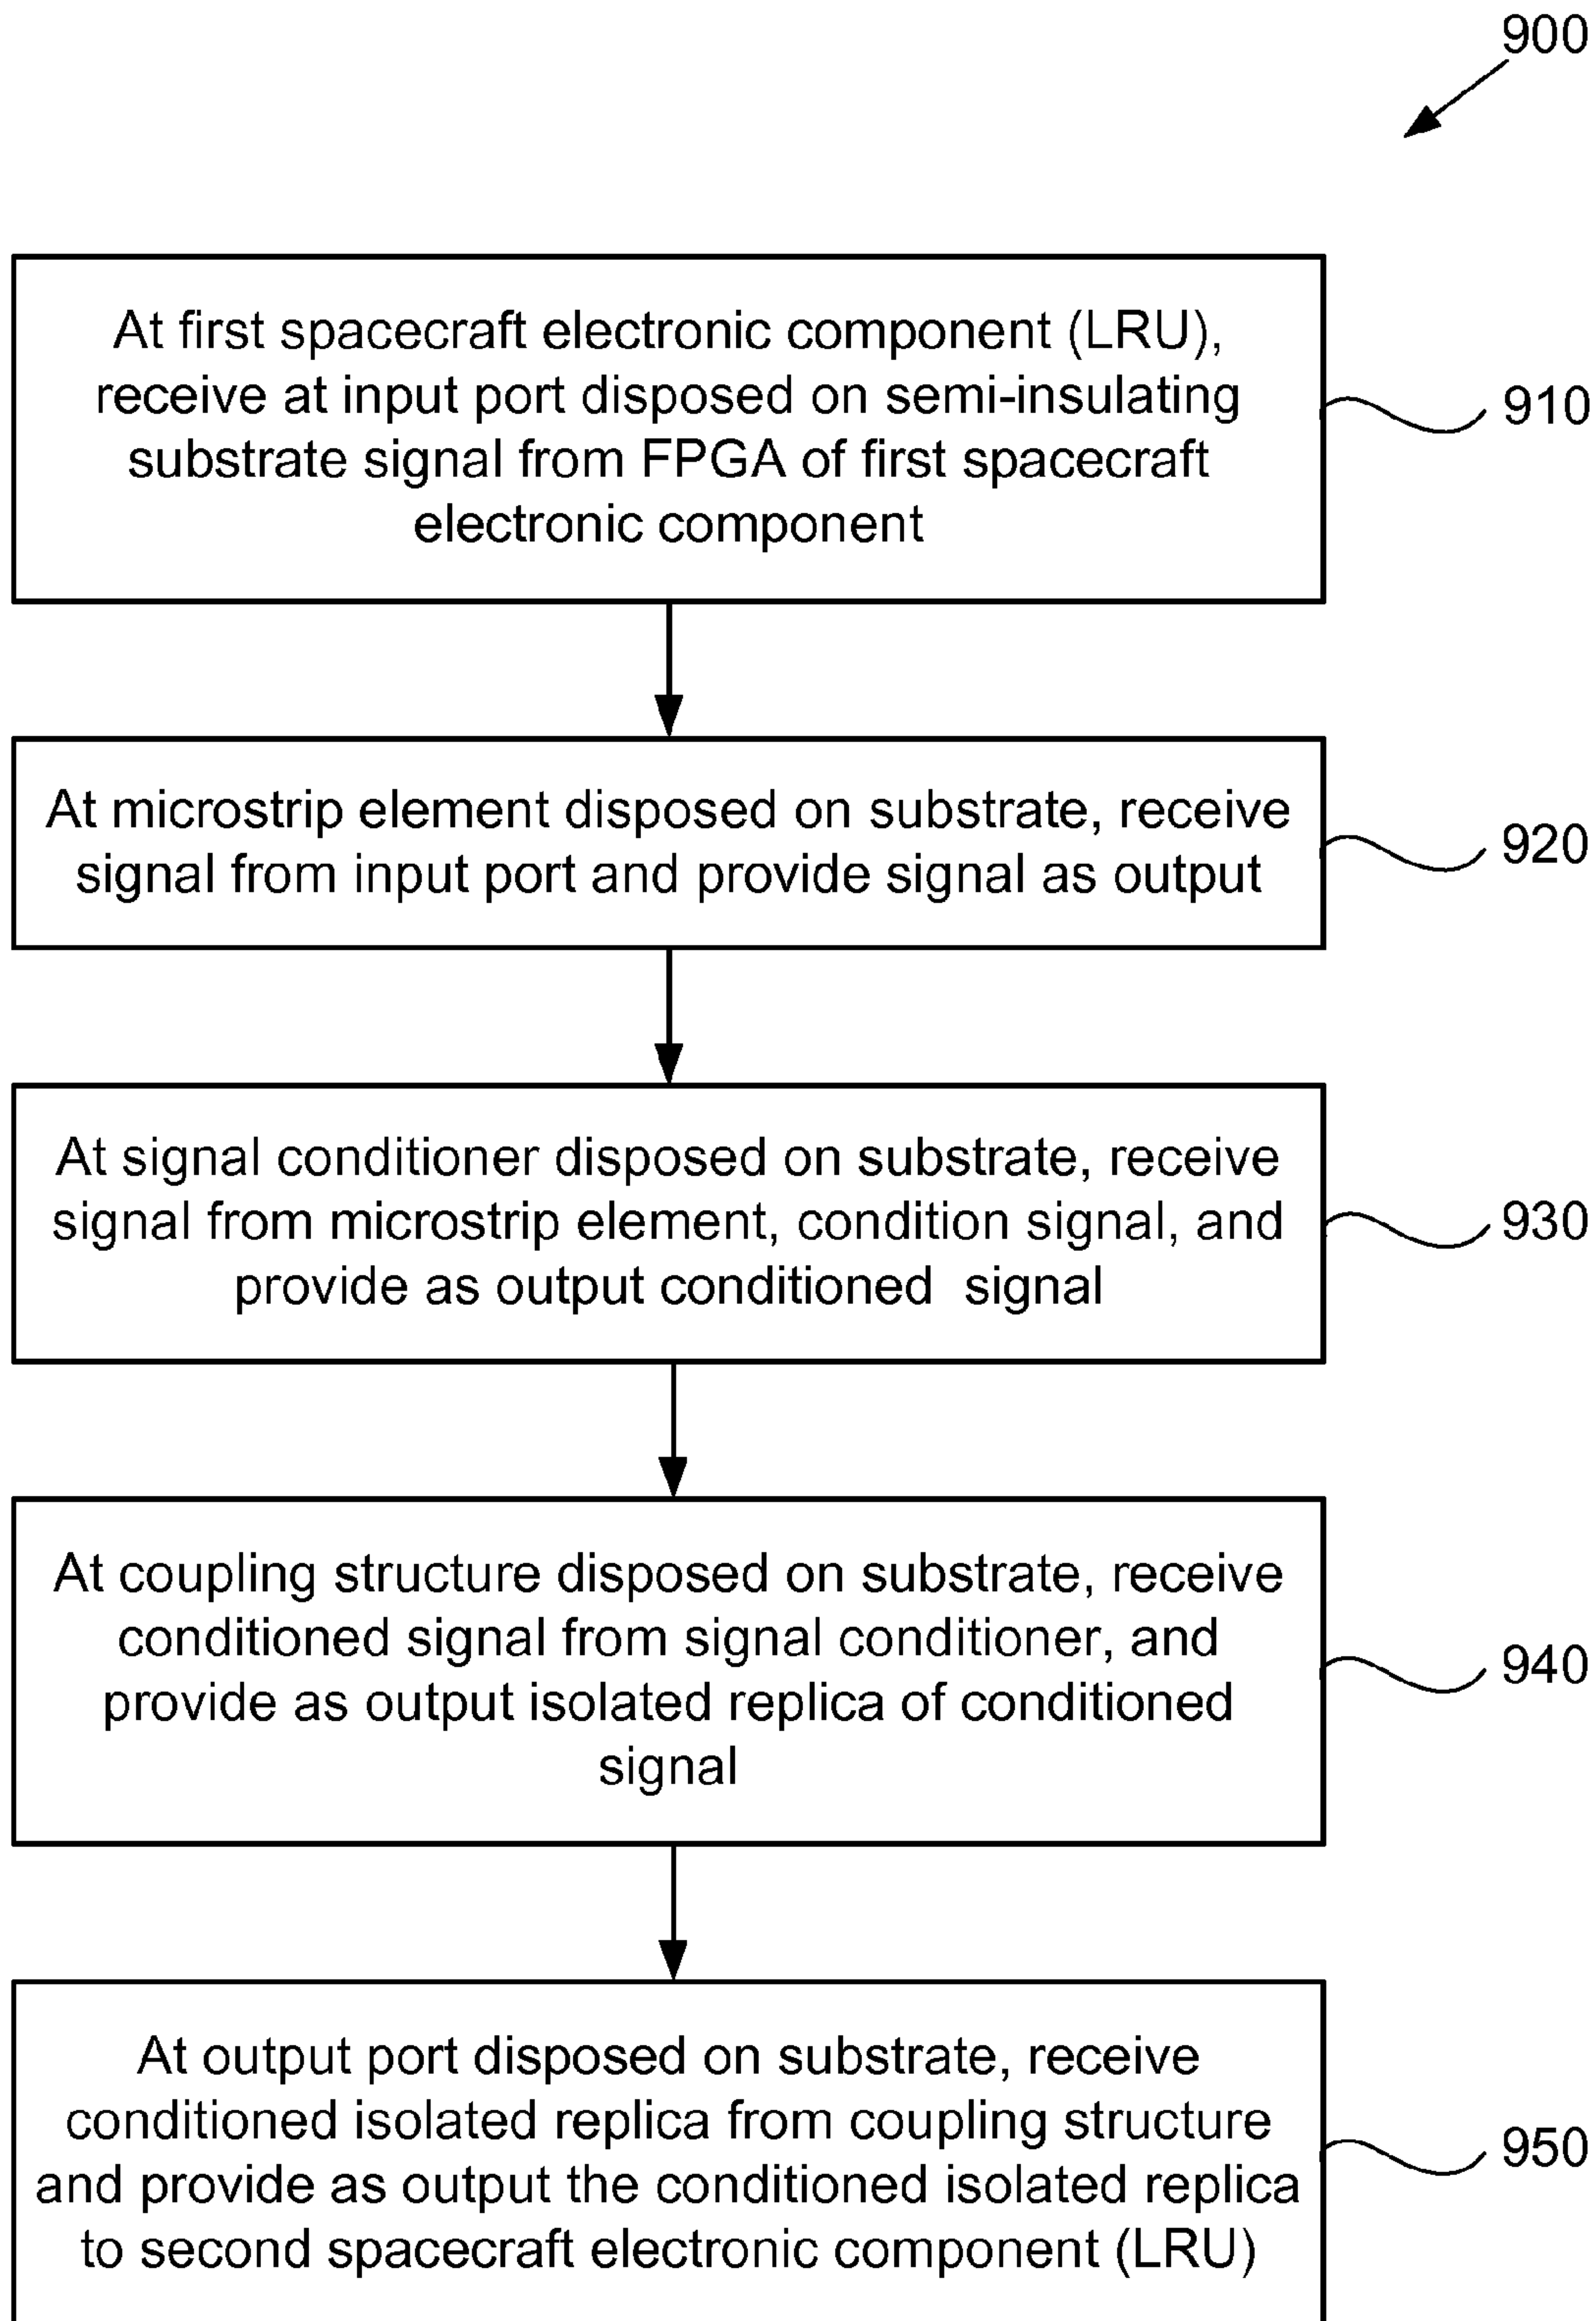 900
At first spacecraft electronic component (LRU),
receive at input port disposed on semi-insulating
substrate signal from FPGA of first spacecraft
electronic component
910
At microstrip element disposed on substrate, receive
signal from input port and provide signal as output
920
At signal conditioner disposed on substrate, receive
signal from microstrip element, condition signal, and
provide as output conditioned  signal
930
At coupling structure disposed on substrate, receive
conditioned signal from signal conditioner, and
provide as output isolated replica of conditioned
signal
940
At output port disposed on substrate, receive
conditioned isolated replica from coupling structure
and provide as output the conditioned isolated replica
to second spacecraft electronic component (LRU)
950